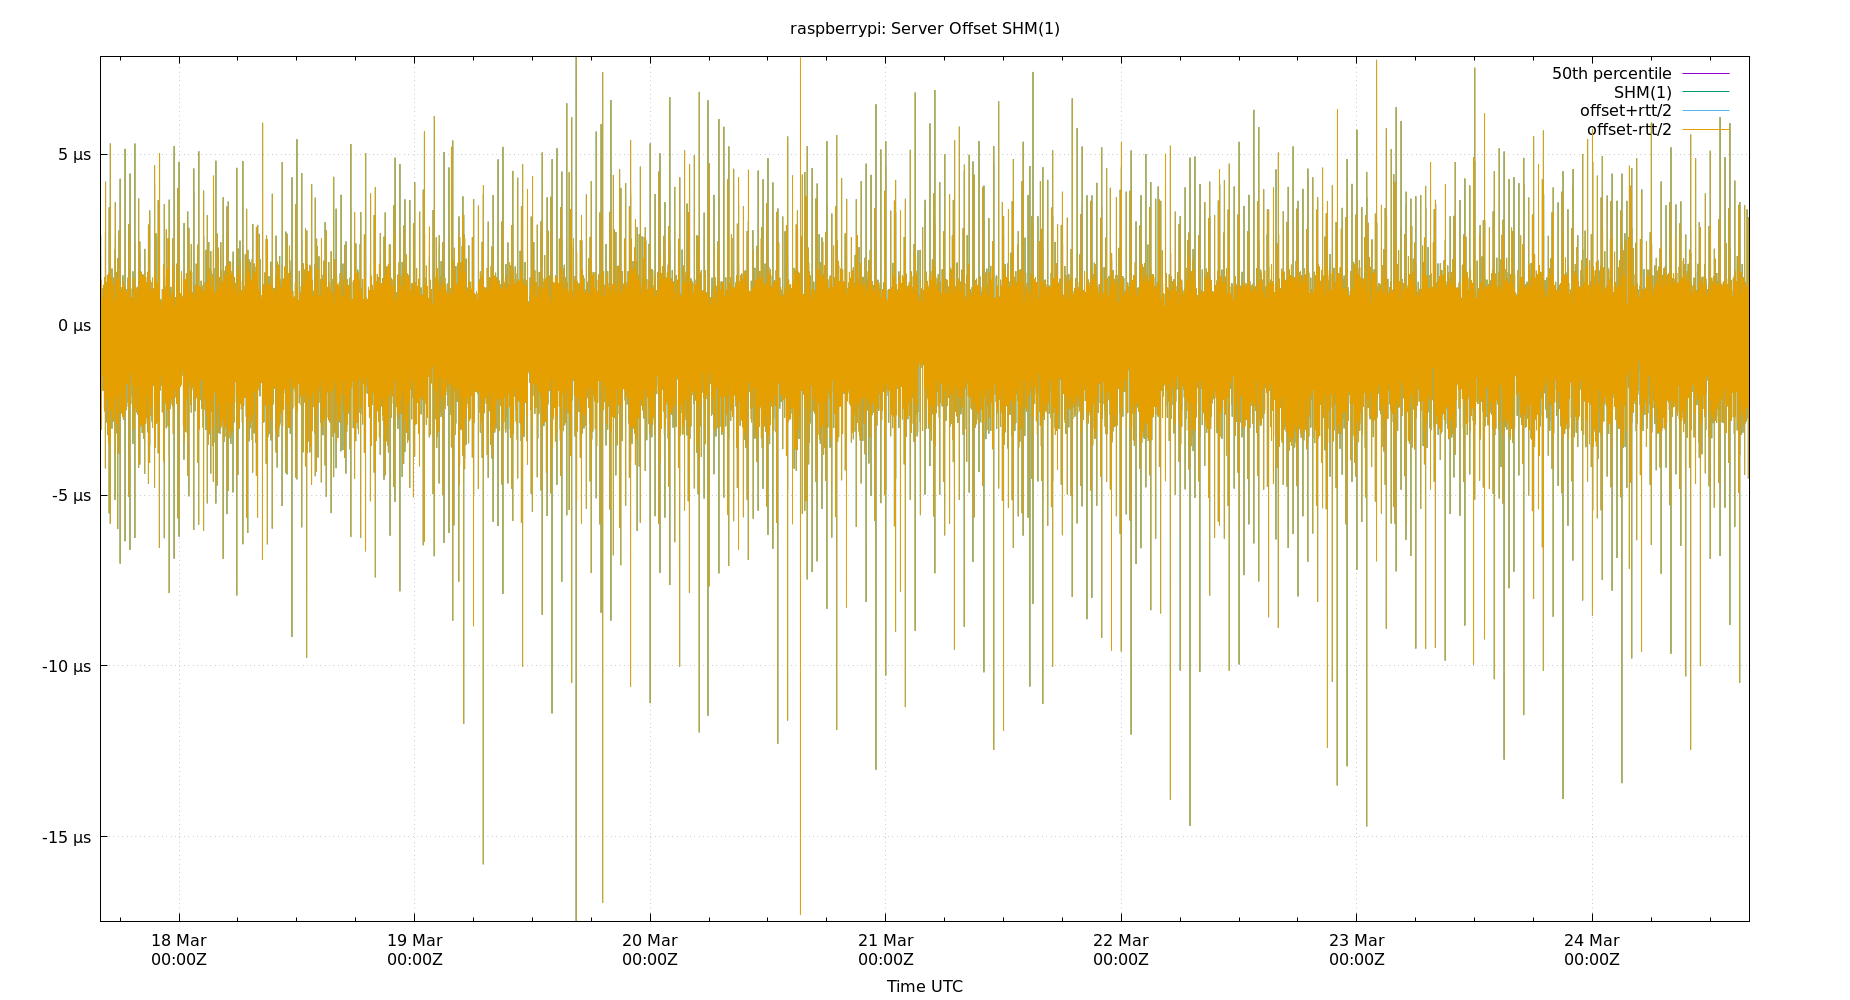 raspberrypi: Server Offset SHM(1)
50th percentile
SHM(1)
offset+rtt/2
offset-rtt/2
5 µs
0 µs
-5 µs
-10 µs
-15 µs
18 Mar 19 Mar 20 Mar 21 Mar 22 Mar 23 Mar 24 Mar
00:00Z 00:00Z 00:00Z 00:00Z 00:00Z 00:00Z 00:00Z
Time UTC